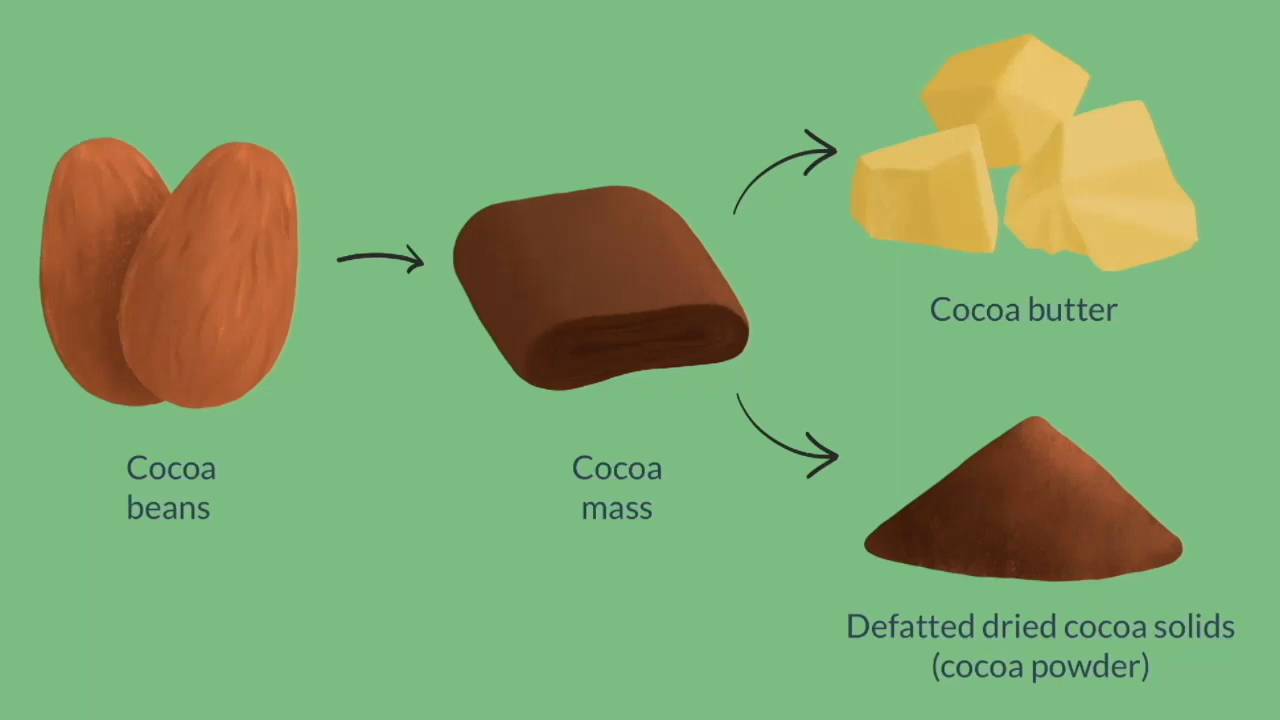 Cocoa
beans
Cocoa
mass
Cocoa butter
Defatted dried cocoa solids
(cocoa powder)